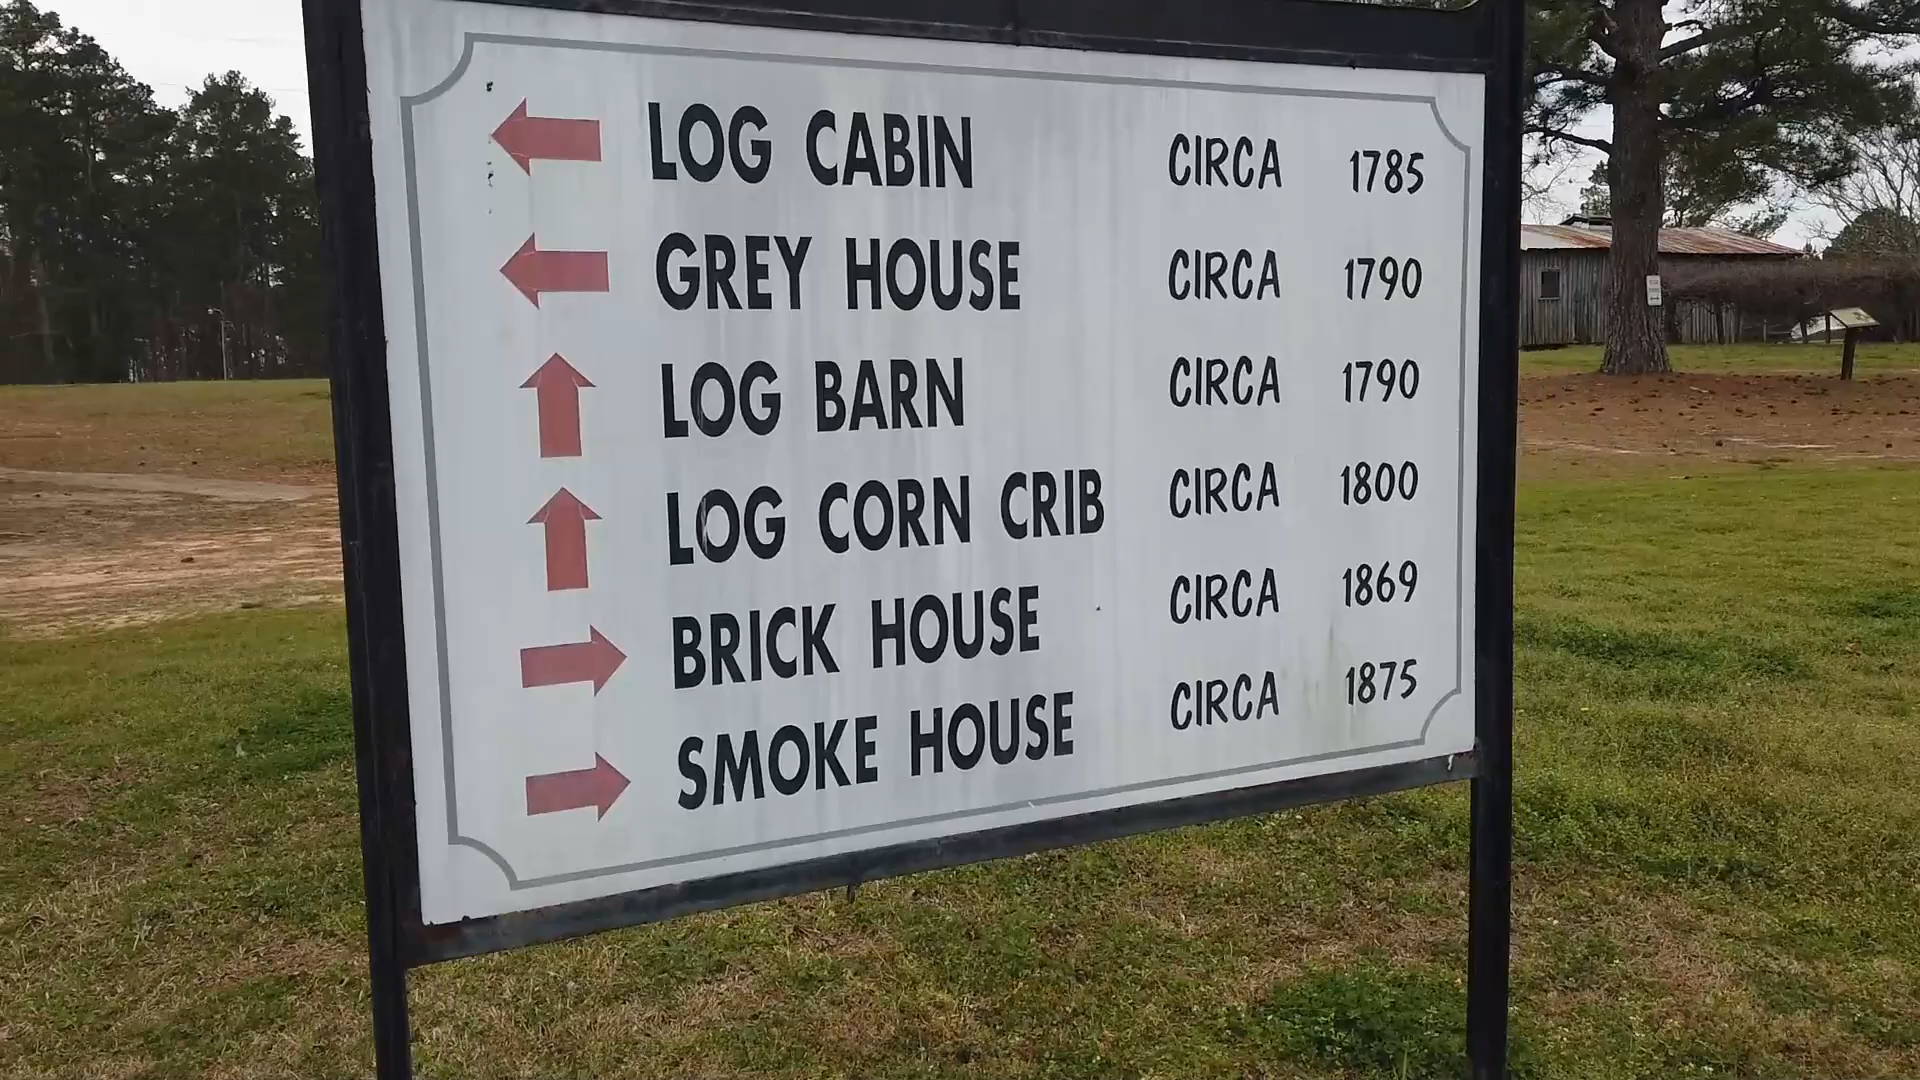 LOG CABIN CIRCA 1785
GREY HOUSE CIRCA 1790
LOG BARN CIRCA 1790
LOG CORN CRIB CIRCA 1800
BRICK HOUSE CIRCA 1869
SMOKE HOUSE CIRCA 1875